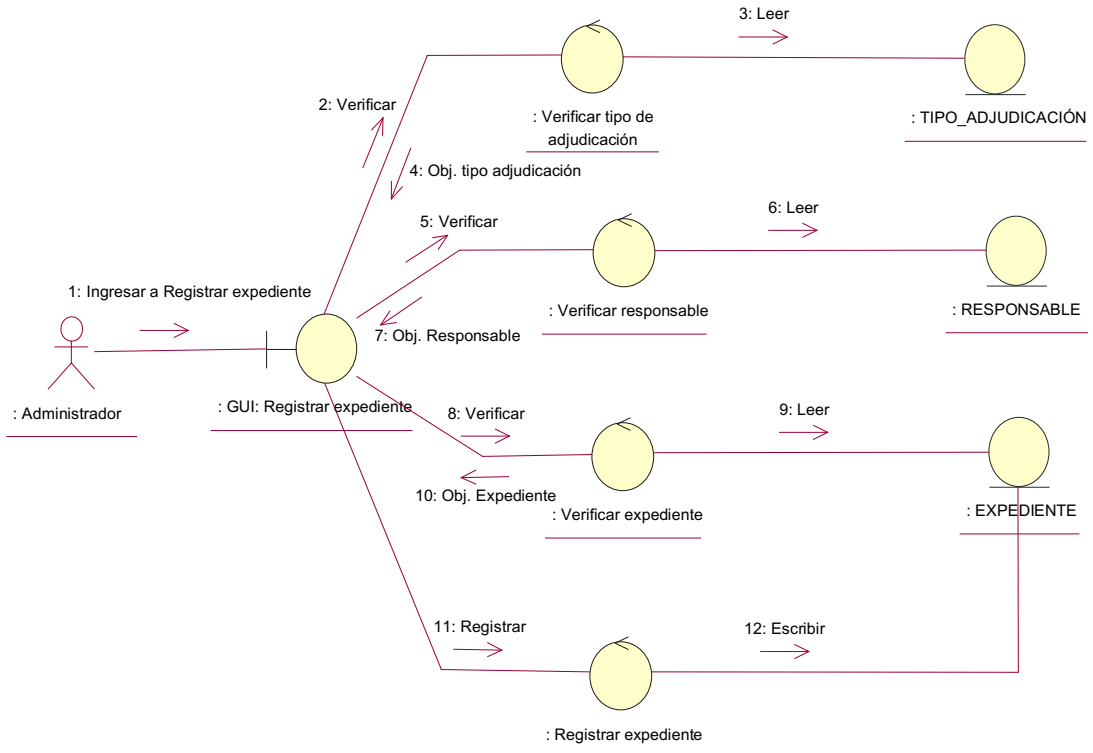 3: Leer
2: Verificar
: Verificar tipo de
adjudicación
: TIPO_ADJUDICACIÓN
4: Obj. tipo adjudicación
5: Verificar
6: Leer
1: Ingresar a Registrar expediente
: Verificar responsable
: RESPONSABLE
7: Obj. Responsable
: Administrador
: GUI: Registrar expediente
8: Verificar
9: Leer
10: Obj. Expediente
: Verificar expediente
: EXPEDIENTE
11: Registrar
12: Escribir
: Registrar expediente